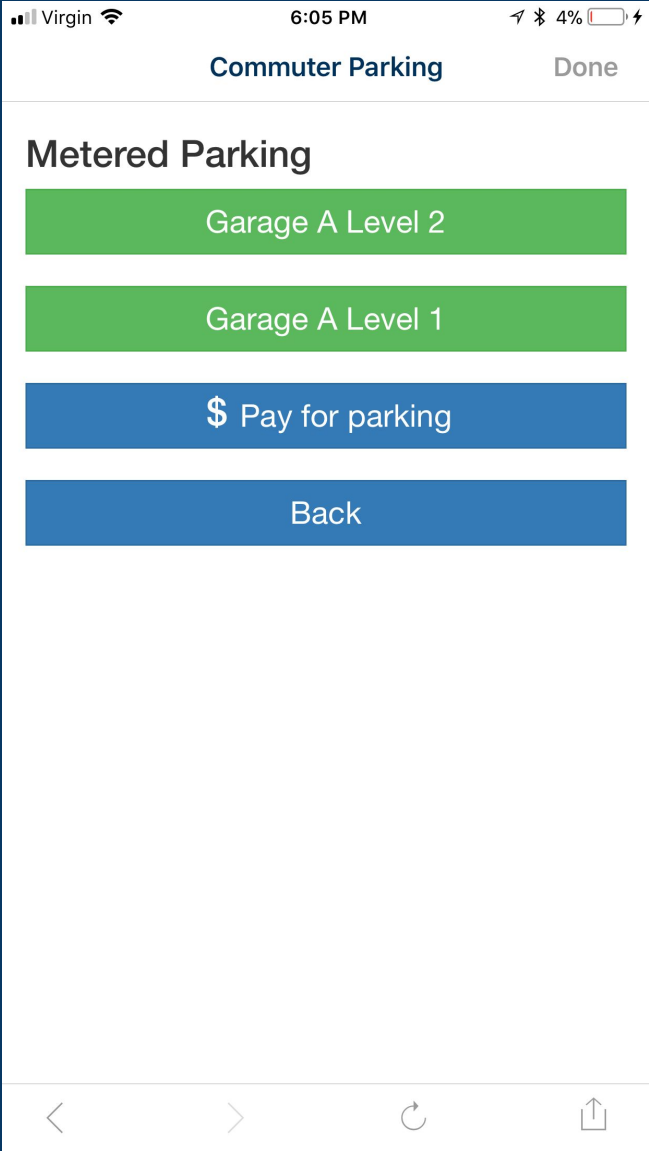 Virgin 6:05 PM 4%
Commuter Parking Done
Metered Parking
Garage A Level 2
Garage A Level 1
$ Pay for parking
Back